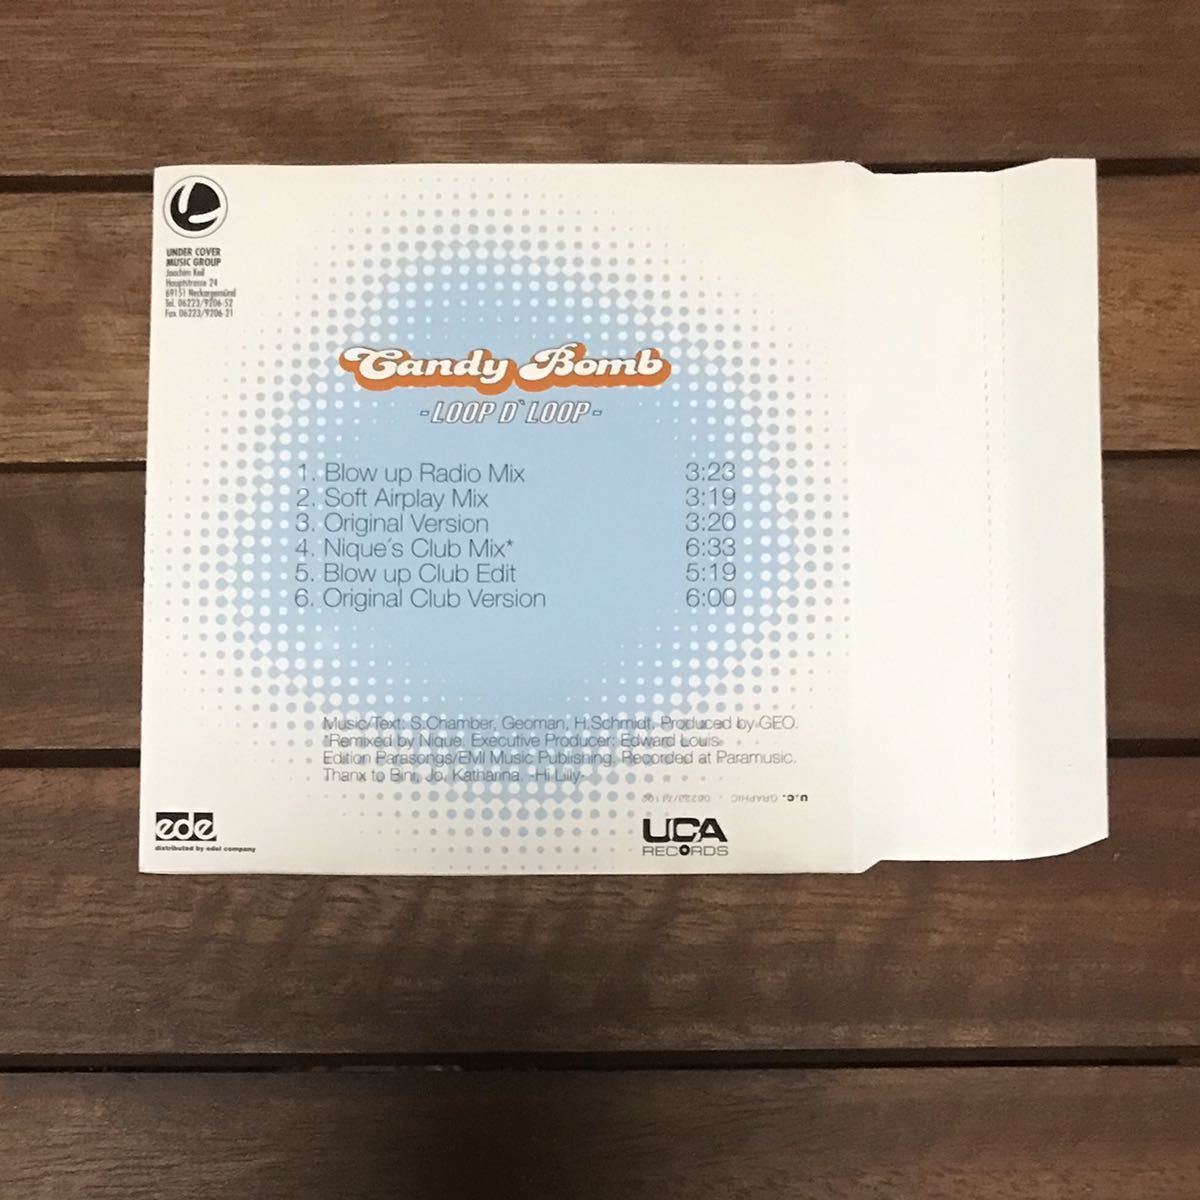 UNDER COVER
MUSIC GROUP
Joachim Keil
Hauptstrasse 24
69151 Neckargemünd
Tel. 06223/9206-52
Fax 06223/9206-21
Candy Bomb
-LOOP D`LOOP-
1. Blow up Radio Mix 3:23
2. Soft Airplay Mix 3:19
3. Original Version 3:20
4. Nique´s Club Mix* 6:33
5. Blow up Club Edit 5:19
6. Original Club Version 6:00
Music/Text: S.Chamber, Geoman, H.Schmidt. Produced by GEO.
*Remixed by Nique. Executive Producer: Edward Louis
Edition Parasongs/EMI Music Publishing. Recorded at Paramusic.
Thanx to Bini, Jo, Katharina. -Hi Lilly-
U.C. GRAPHIC
ede
distributed by edel company
UCA
RECORDS